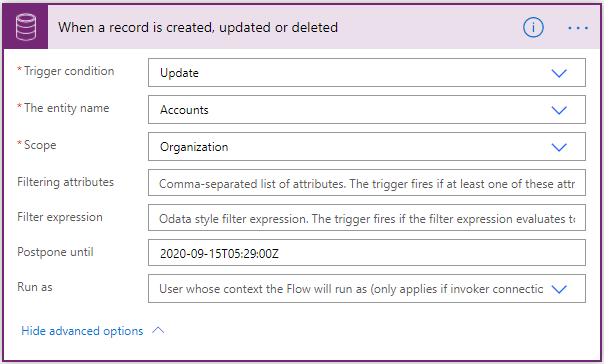 When a record is created, updated or deleted
* Trigger condition
Update
* The entity name
Accounts
* Scope
Organization
Filtering attributes
Comma-separated list of attributes. The trigger fires if at least one of these attr
Filter expression
Odata style filter expression. The trigger fires if the filter expression evaluates to
Postpone until
2020-09-15T05:29:00Z
Run as
User whose context the Flow will run as (only applies if invoker connectio
Hide advanced options